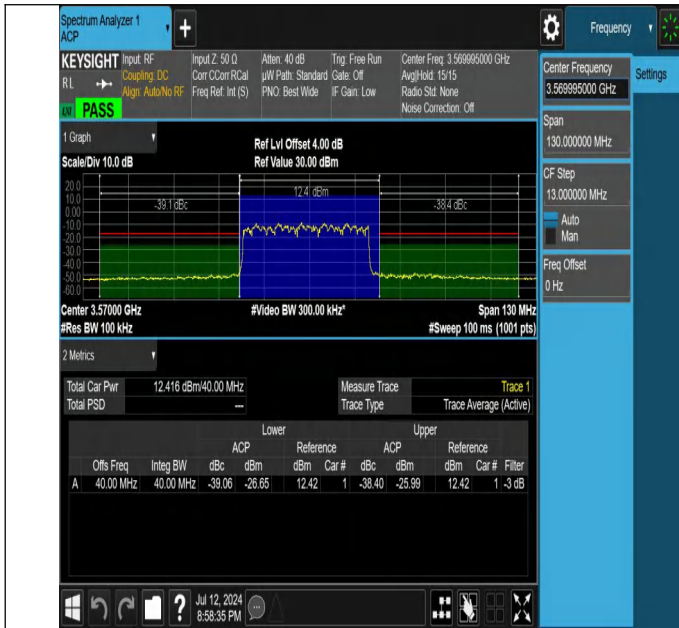 Spectrum Analyzer 1
ACP
+
Frequency
KEYSIGHT
RL
LXI
PASS
Input: RF
Coupling: DC
Align: Auto/No RF
Input Z: 50 Ω
Corr CCorr RCal
Freq Ref: Int (S)
Atten: 40 dB
µW Path: Standard
PNO: Best Wide
Trig: Free Run
Gate: Off
IF Gain: Low
Center Freq: 3.569995000 GHz
Avg|Hold: 15/15
Radio Std: None
Noise Correction: Off
Center Frequency
3.569995000 GHz
Settings
Span
130.000000 MHz
CF Step
13.000000 MHz
Auto
Man
Freq Offset
0 Hz
1 Graph
Scale/Div 10.0 dB
Ref Lvl Offset 4.00 dB
Ref Value 30.00 dBm
20.0
10.0
0.00
-10.0
-20.0
-30.0
-40.0
-50.0
-60.0
-39.1 dBc
12.4 dBm
-38.4 dBc
Center 3.57000 GHz
#Video BW 300.00 kHz*
Span 130 MHz
#Res BW 100 kHz
#Sweep 100 ms (1001 pts)
2 Metrics
Total Car Pwr 12.416 dBm/40.00 MHz
Total PSD ---
Measure Trace Trace 1
Trace Type Trace Average (Active)
Lower Upper
ACP Reference ACP Reference
Offs Freq Integ BW dBc dBm dBm Car # dBc dBm dBm Car # Filter
A 40.00 MHz 40.00 MHz -39.06 -26.65 12.42 1 -38.40 -25.99 12.42 1 -3 dB
?
Jul 12, 2024
8:58:35 PM